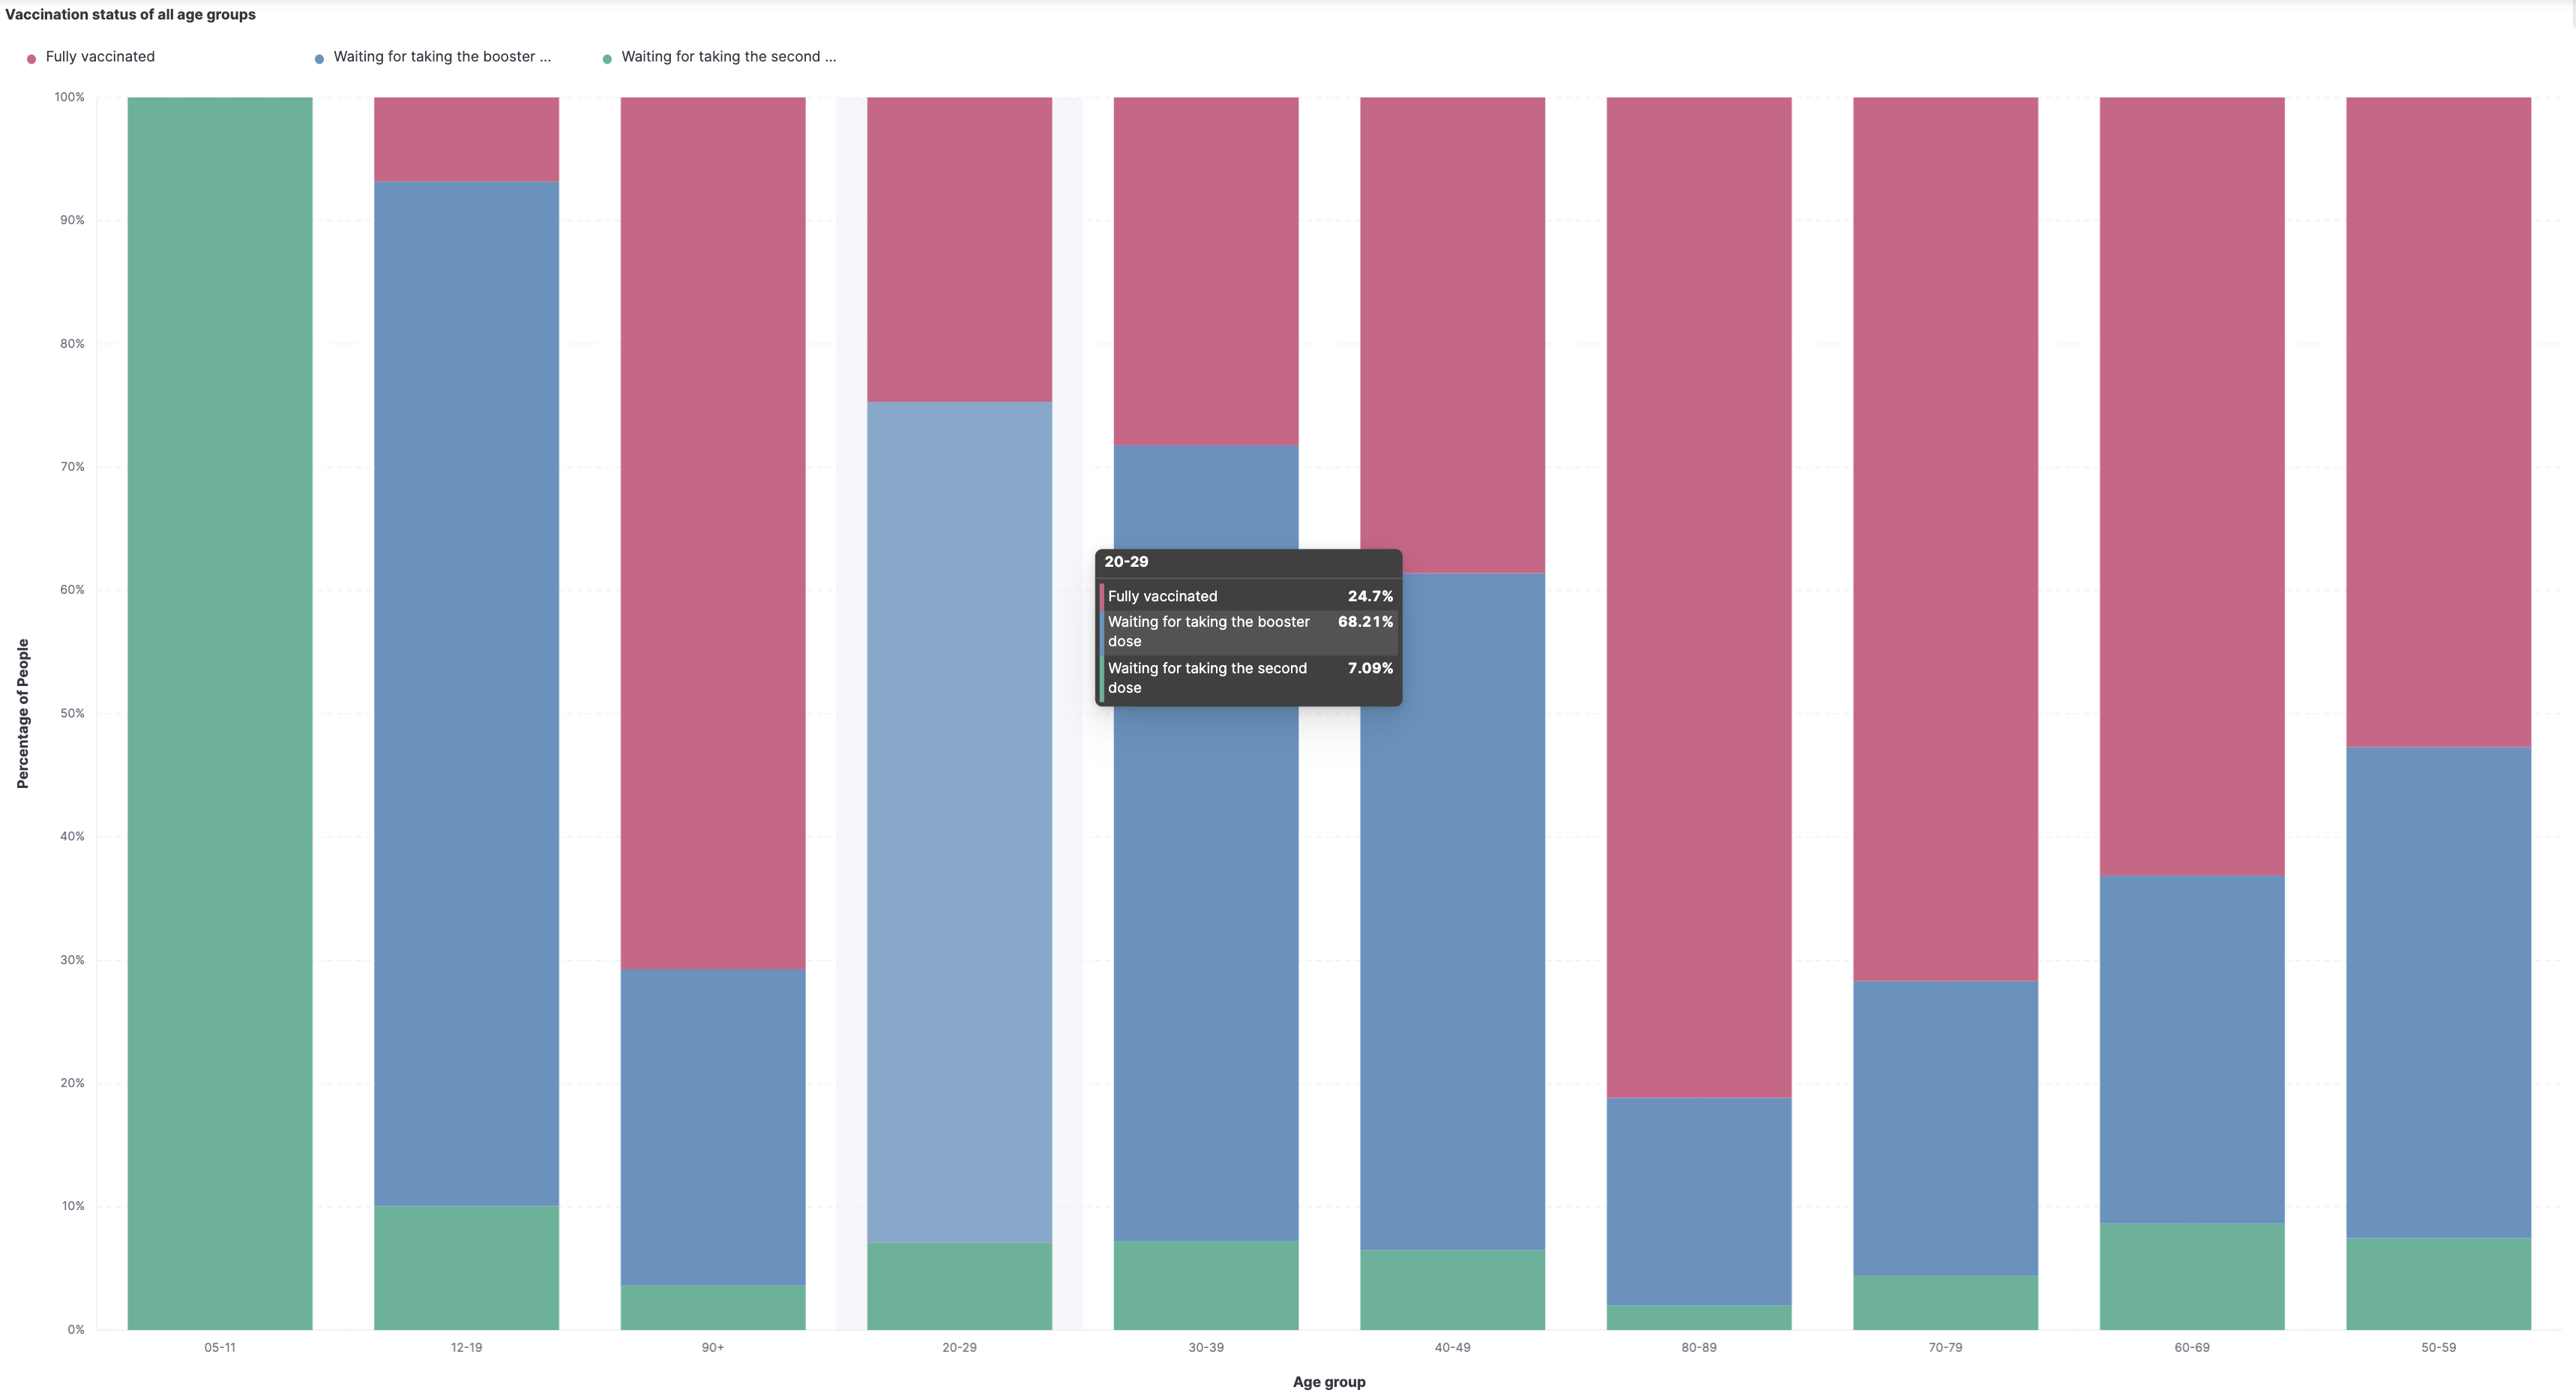 Vaccination status of all age groups
Fully vaccinated
Waiting for taking the booster ...
Waiting for taking the second ...
100%
90%
80%
70%
60%
50%
40%
30%
20%
10%
0%
Percentage of People
20-29
Fully vaccinated 24.7%
Waiting for taking the booster 68.21%
dose
Waiting for taking the second 7.09%
dose
05-11 12-19 90+ 20-29 30-39 40-49 80-89 70-79 60-69 50-59
Age group